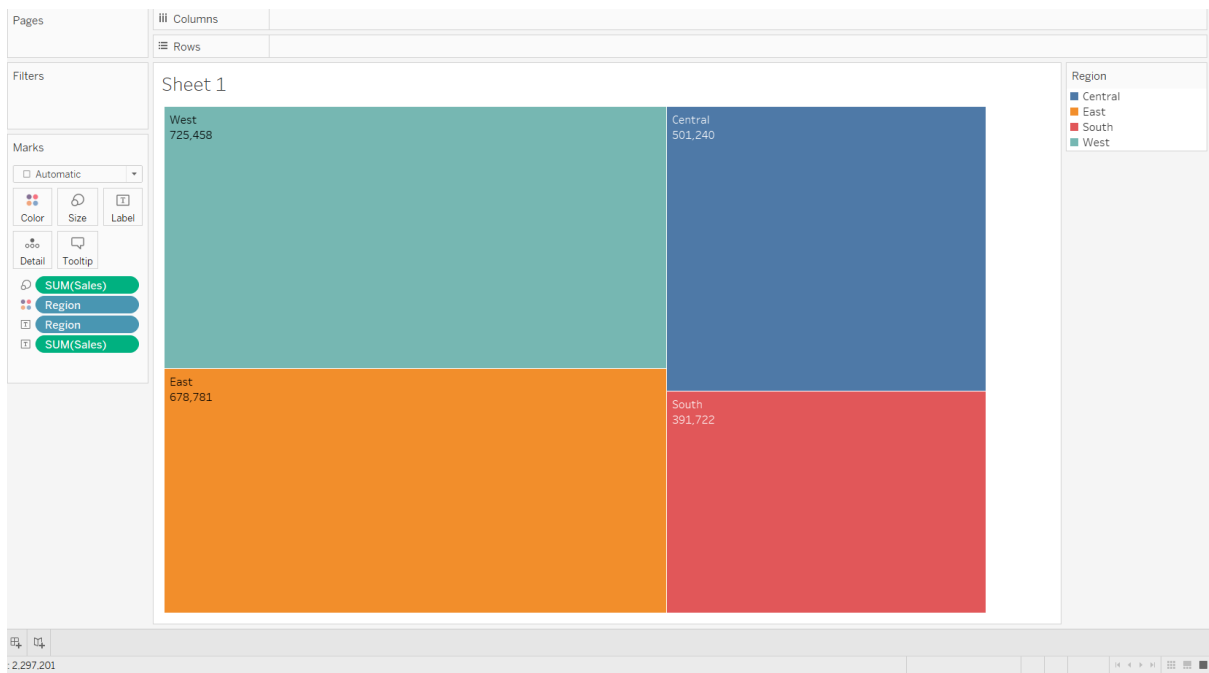 Pages
Columns
Rows
Filters
Sheet 1
Region
Central
East
South
West
Marks
Automatic
Color Size Label
Detail Tooltip
SUM(Sales)
Region
Region
SUM(Sales)
West
725,458
Central
501,240
East
678,781
South
391,722
: 2,297,201